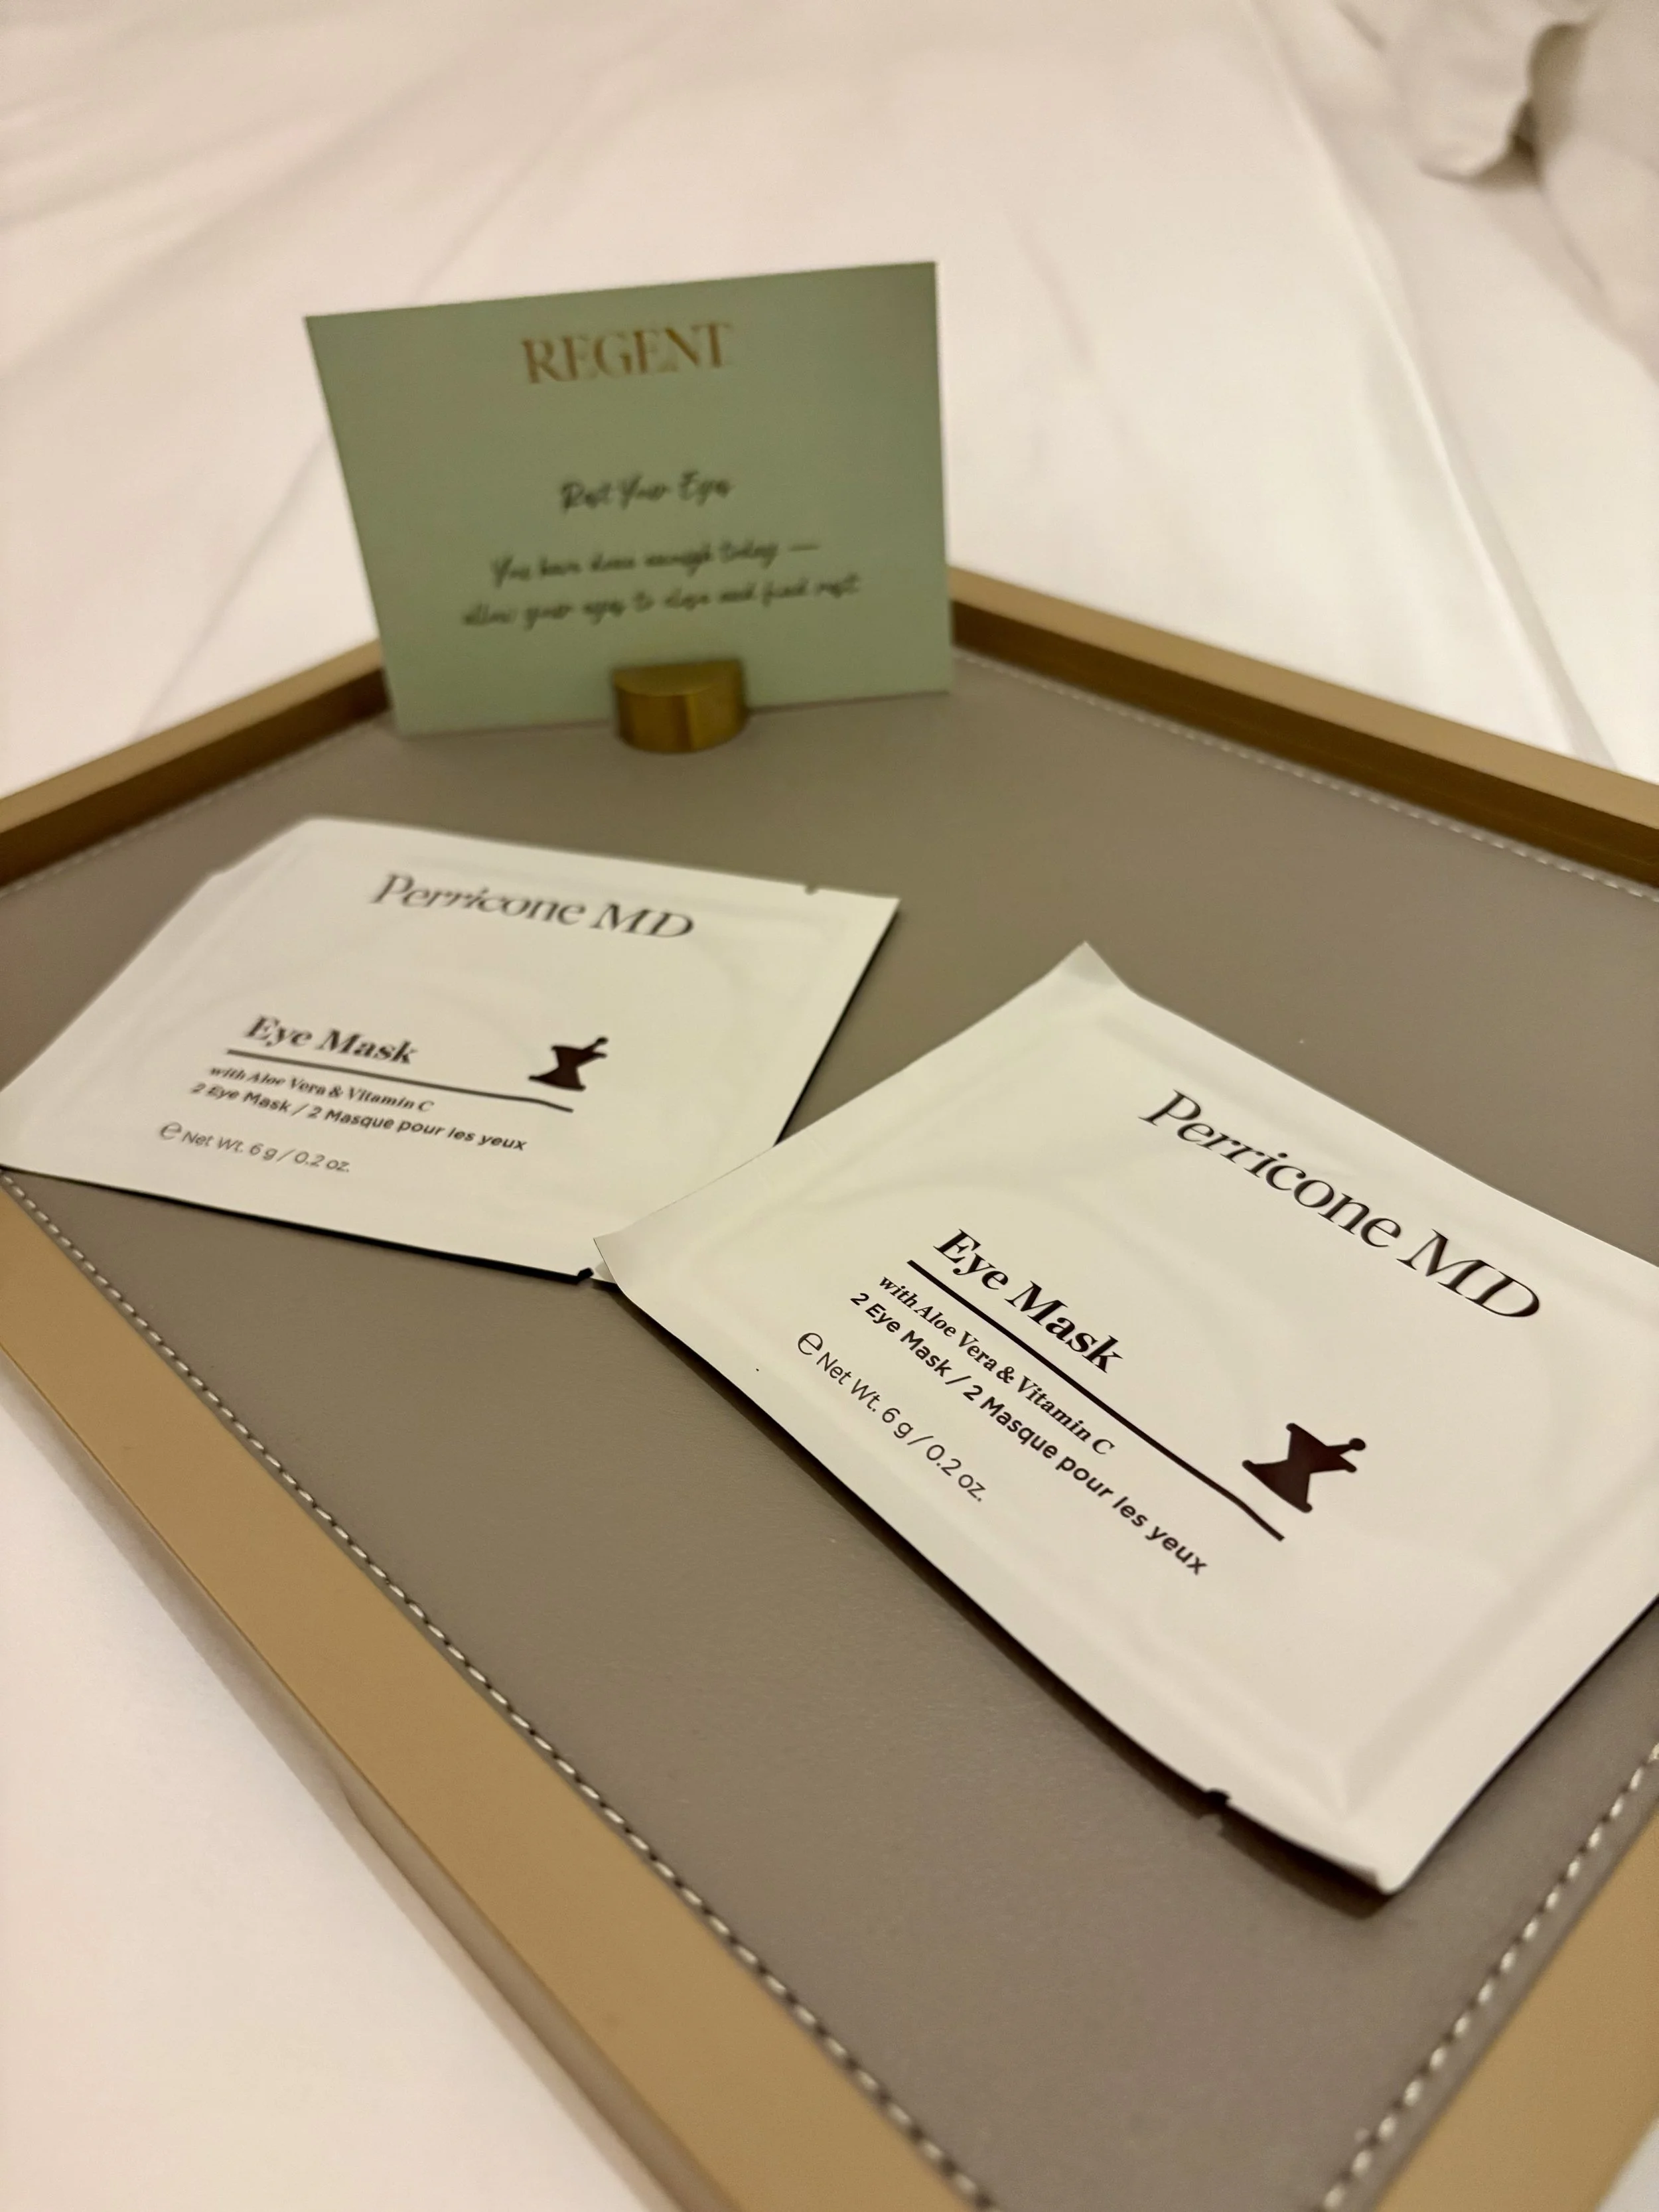 REGENT
Rest Your Eyes
You have done enough today —
allow your eyes to close and find rest
Perricone MD
Eye Mask
with Aloe Vera & Vitamin C
2 Eye Mask / 2 Masque pour les yeux
℮ Net Wt. 6 g / 0.2 oz.
Perricone MD
Eye Mask
with Aloe Vera & Vitamin C
2 Eye Mask / 2 Masque pour les yeux
℮ Net Wt. 6 g / 0.2 oz.